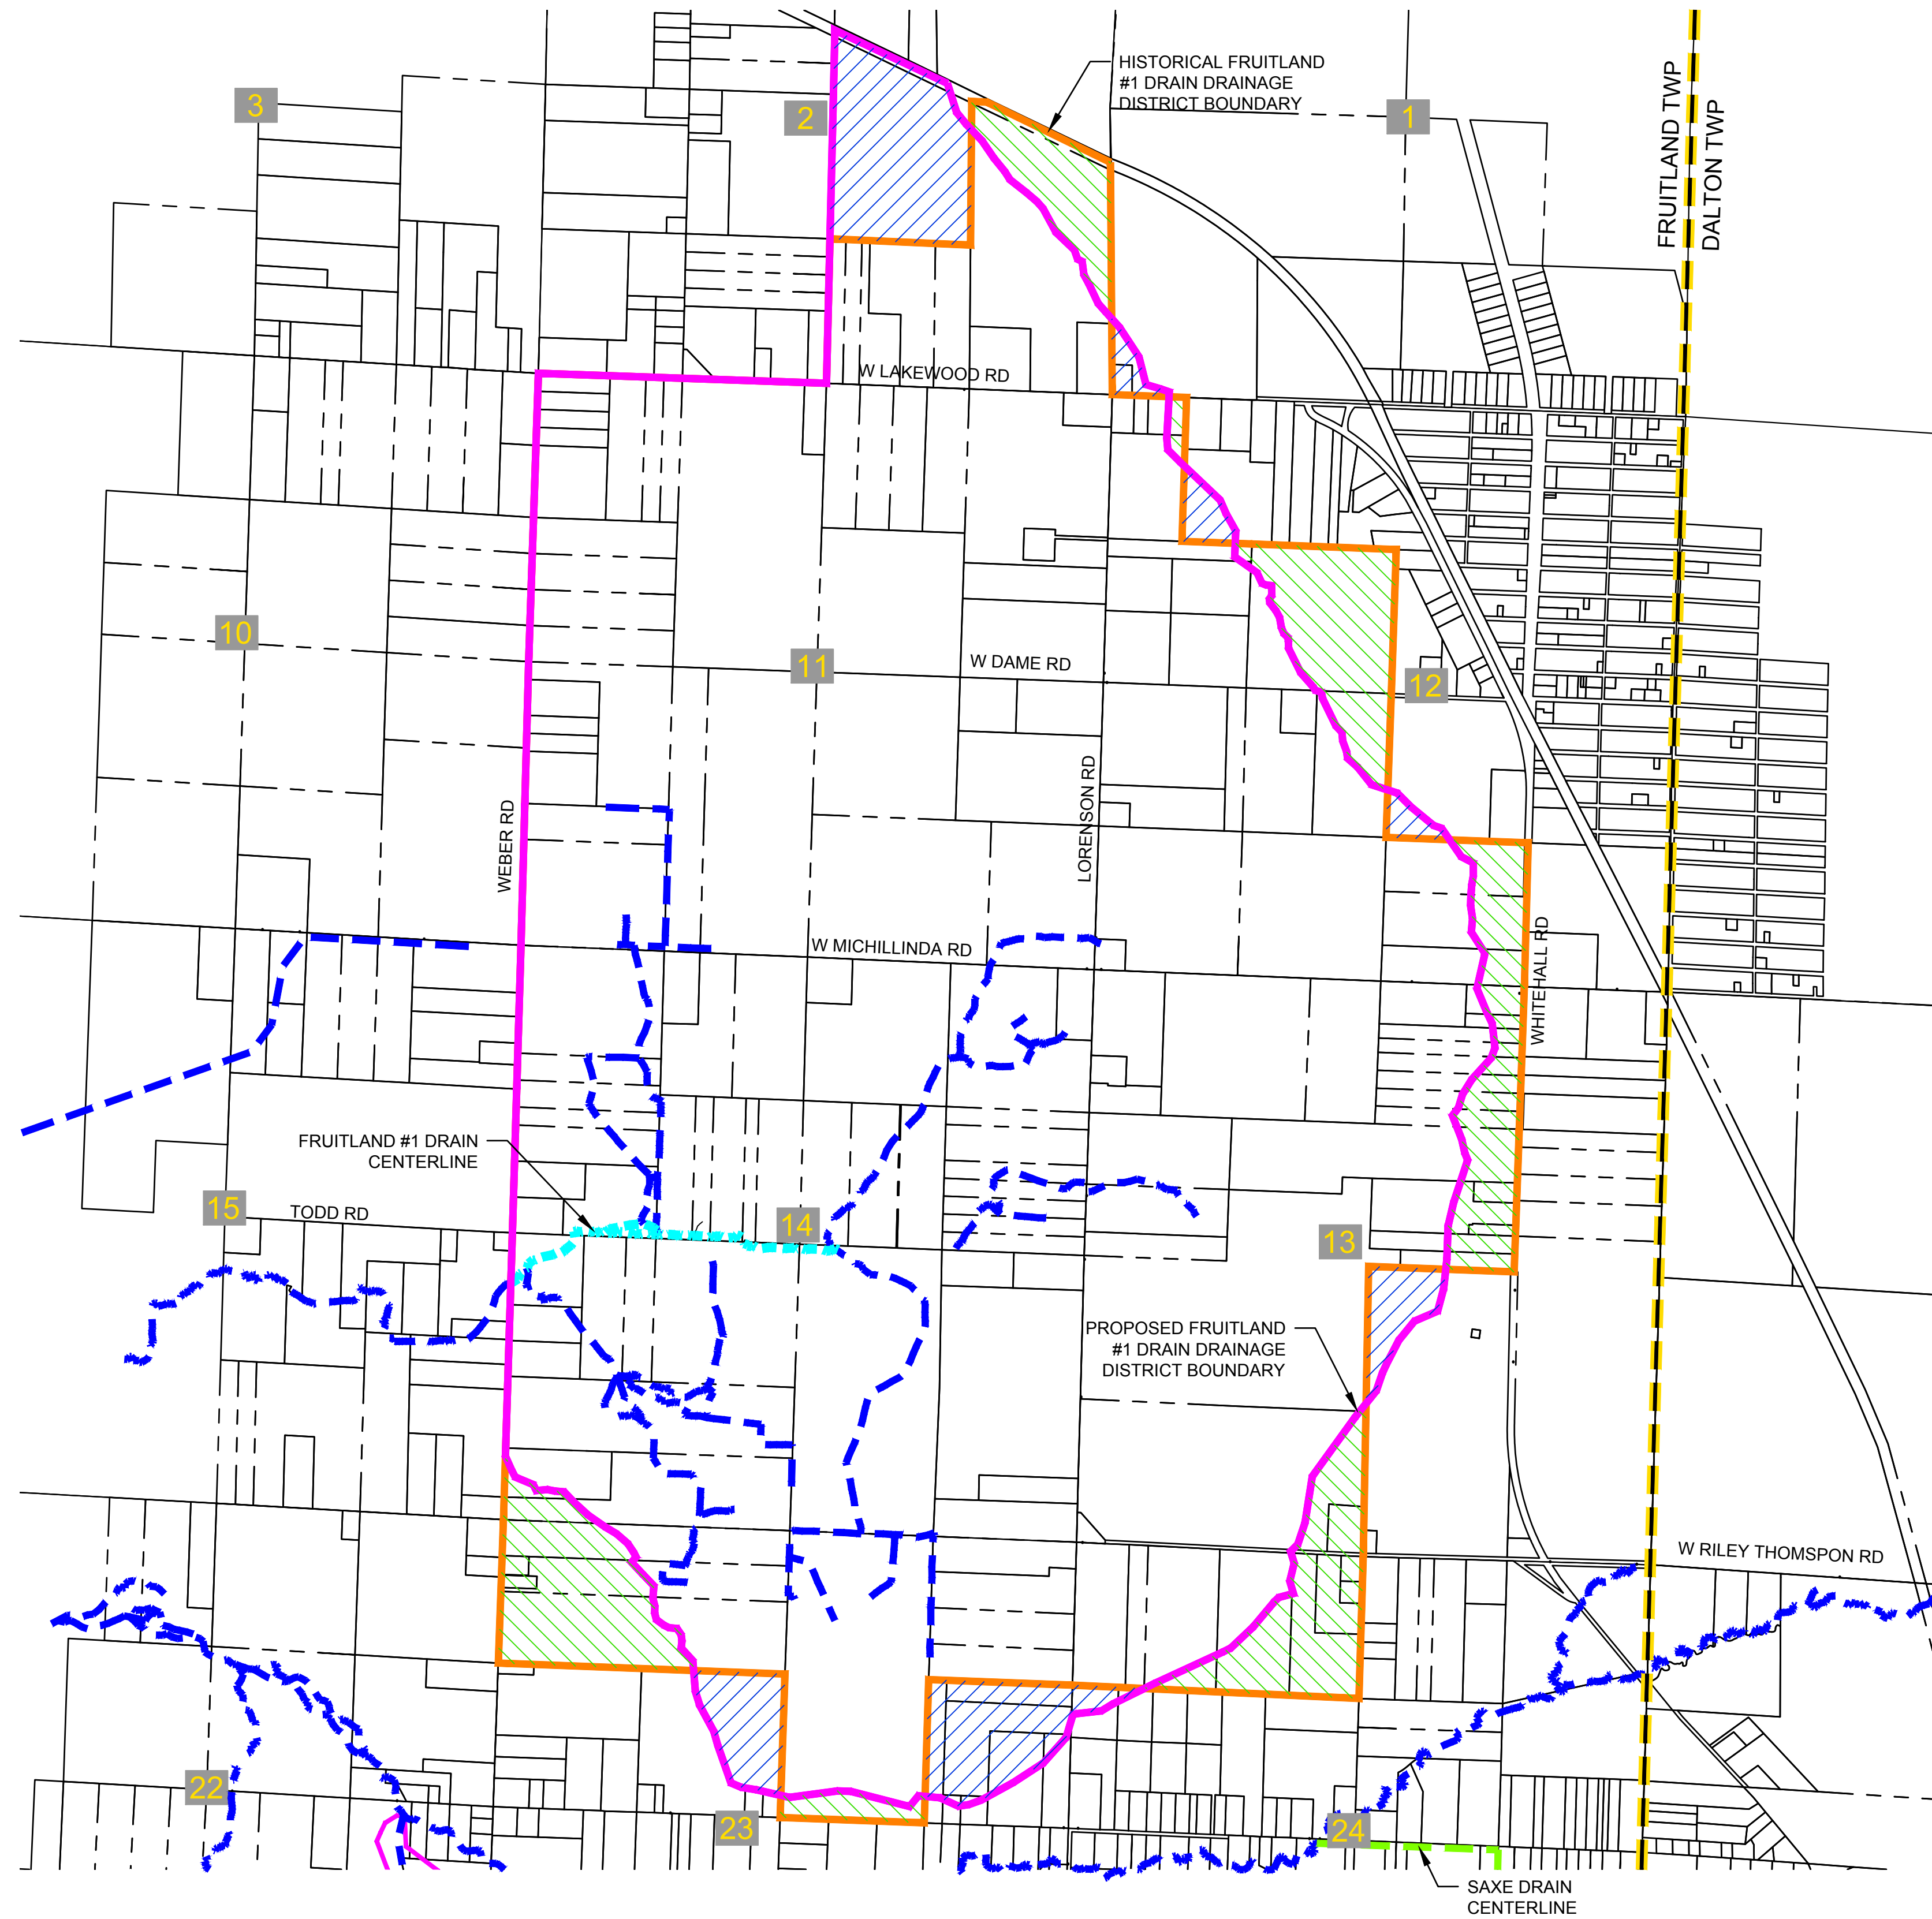 HISTORICAL FRUITLAND
#1 DRAIN DRAINAGE
DISTRICT BOUNDARY
3
2
1
FRUITLAND TWP
DALTON TWP
W LAKEWOOD RD
10
11
W DAME RD
12
WEBER RD
LORENSON RD
W MICHILLINDA RD
WHITEHALL RD
FRUITLAND #1 DRAIN
CENTERLINE
15
TODD RD
14
13
PROPOSED FRUITLAND
#1 DRAIN DRAINAGE
DISTRICT BOUNDARY
W RILEY THOMSPON RD
22
23
24
SAXE DRAIN
CENTERLINE